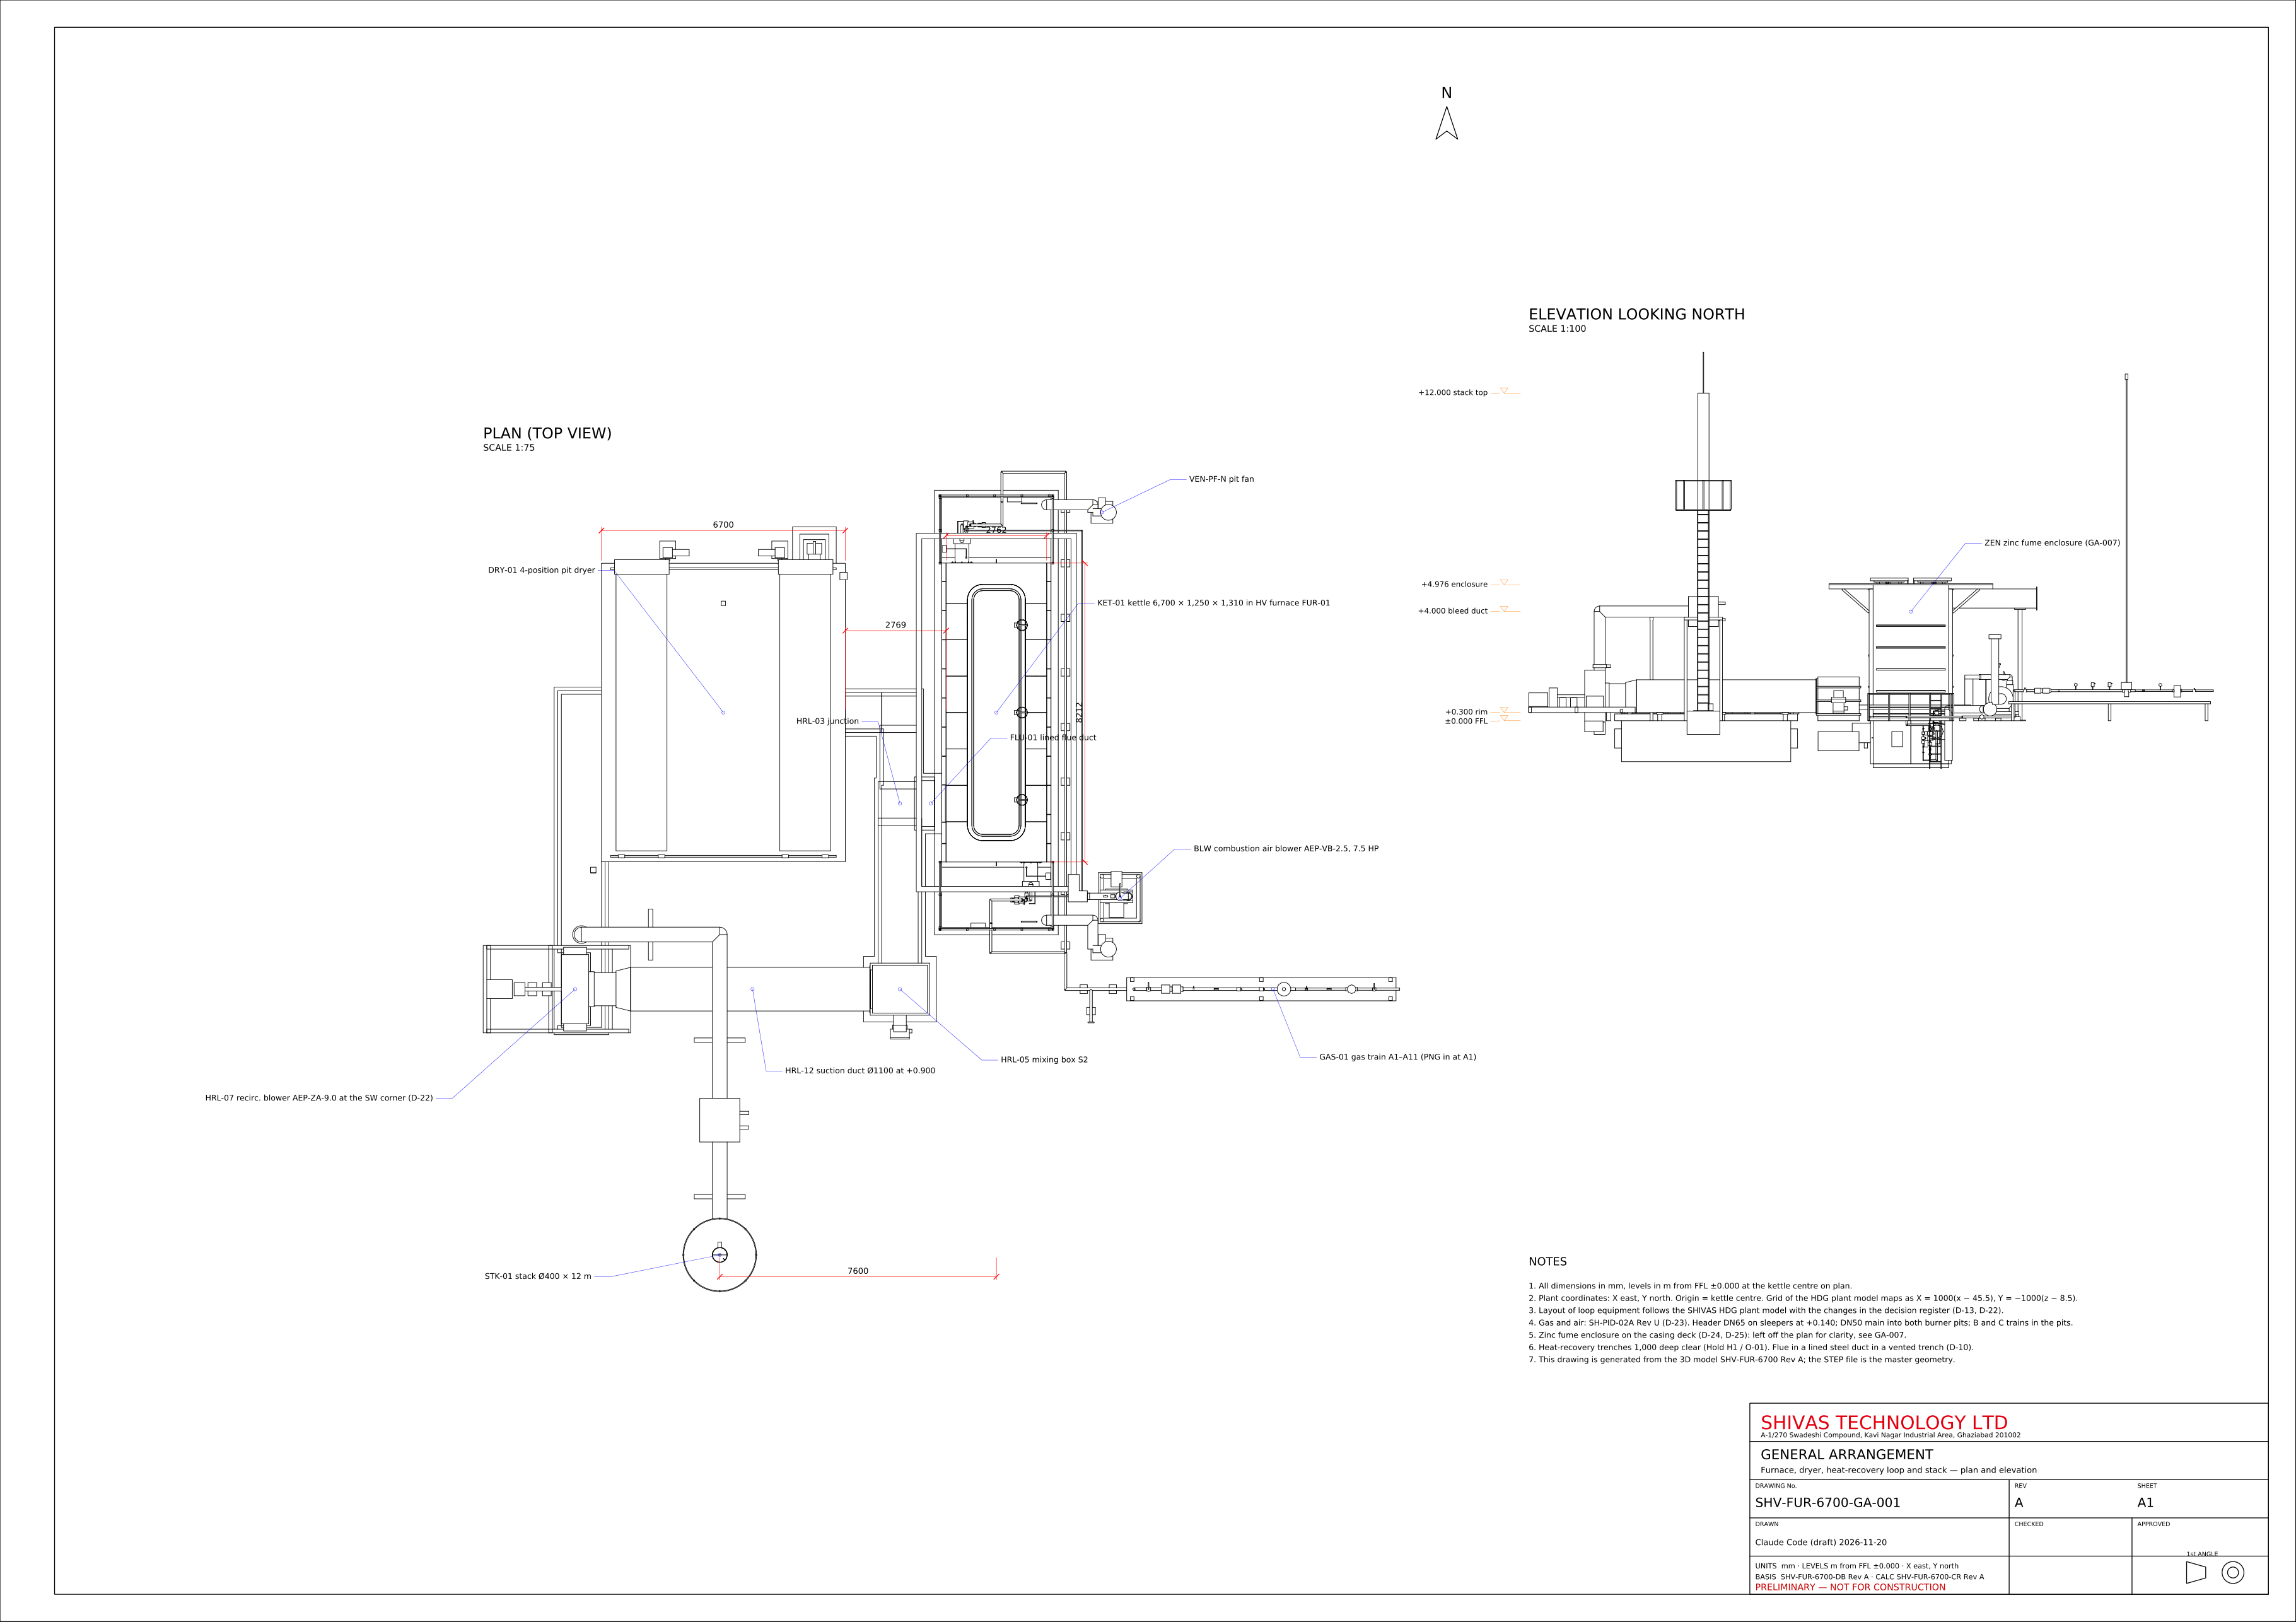 N
ELEVATION LOOKING NORTH
SCALE 1:100
+12.000 stack top
PLAN (TOP VIEW)
SCALE 1:75
VEN-PF-N pit fan
6700
2762
ZEN zinc fume enclosure (GA-007)
DRY-01 4-position pit dryer
+4.976 enclosure
KET-01 kettle 6,700 × 1,250 × 1,310 in HV furnace FUR-01
+4.000 bleed duct
2769
8212
+0.300 rim
±0.000 FFL
HRL-03 junction
FLU-01 lined flue duct
BLW combustion air blower AEP-VB-2.5, 7.5 HP
GAS-01 gas train A1–A11 (PNG in at A1)
HRL-05 mixing box S2
HRL-12 suction duct Ø1100 at +0.900
HRL-07 recirc. blower AEP-ZA-9.0 at the SW corner (D-22)
STK-01 stack Ø400 × 12 m
7600
NOTES
1. All dimensions in mm, levels in m from FFL ±0.000 at the kettle centre on plan.
2. Plant coordinates: X east, Y north. Origin = kettle centre. Grid of the HDG plant model maps as X = 1000(x − 45.5), Y = −1000(z − 8.5).
3. Layout of loop equipment follows the SHIVAS HDG plant model with the changes in the decision register (D-13, D-22).
4. Gas and air: SH-PID-02A Rev U (D-23). Header DN65 on sleepers at +0.140; DN50 main into both burner pits; B and C trains in the pits.
5. Zinc fume enclosure on the casing deck (D-24, D-25): left off the plan for clarity, see GA-007.
6. Heat-recovery trenches 1,000 deep clear (Hold H1 / O-01). Flue in a lined steel duct in a vented trench (D-10).
7. This drawing is generated from the 3D model SHV-FUR-6700 Rev A; the STEP file is the master geometry.
SHIVAS TECHNOLOGY LTD
A-1/270 Swadeshi Compound, Kavi Nagar Industrial Area, Ghaziabad 201002
GENERAL ARRANGEMENT
Furnace, dryer, heat-recovery loop and stack — plan and elevation
DRAWING No. REV SHEET
SHV-FUR-6700-GA-001 A A1
DRAWN CHECKED APPROVED
Claude Code (draft) 2026-11-20
1st ANGLE
UNITS mm · LEVELS m from FFL ±0.000 · X east, Y north
BASIS SHV-FUR-6700-DB Rev A · CALC SHV-FUR-6700-CR Rev A
PRELIMINARY — NOT FOR CONSTRUCTION